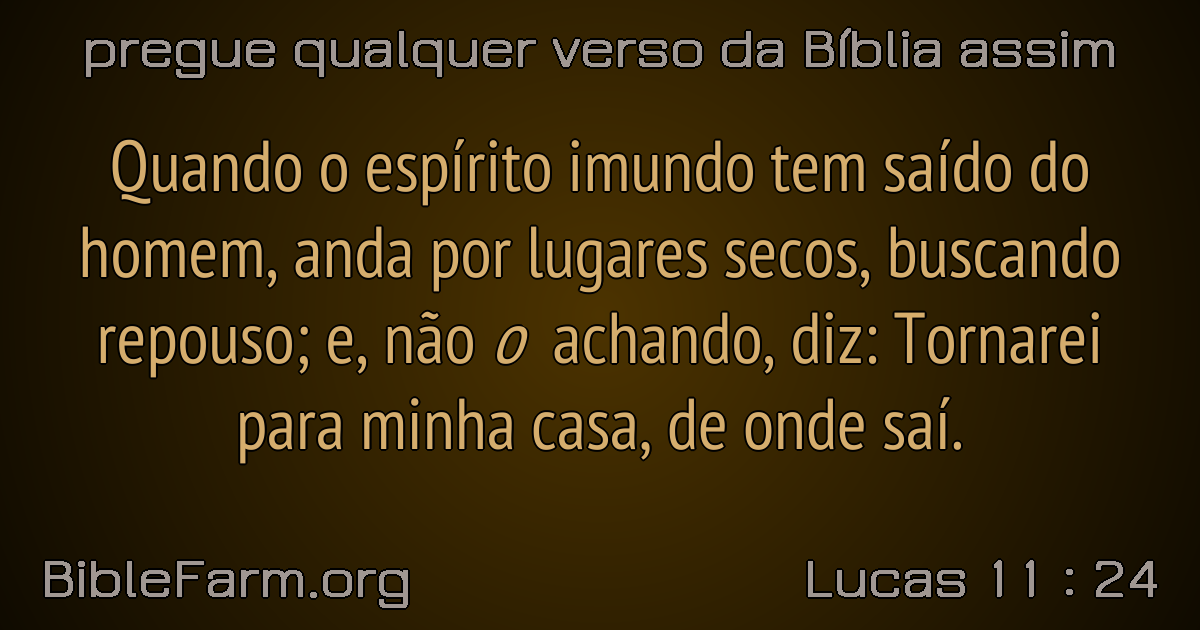 pregue qualquer verso da Bíblia assim
Quando o espírito imundo tem saído do
homem, anda por lugares secos, buscando
repouso; e, não o achando, diz: Tornarei
para minha casa, de onde saí.
BibleFarm.org
Lucas 11 : 24